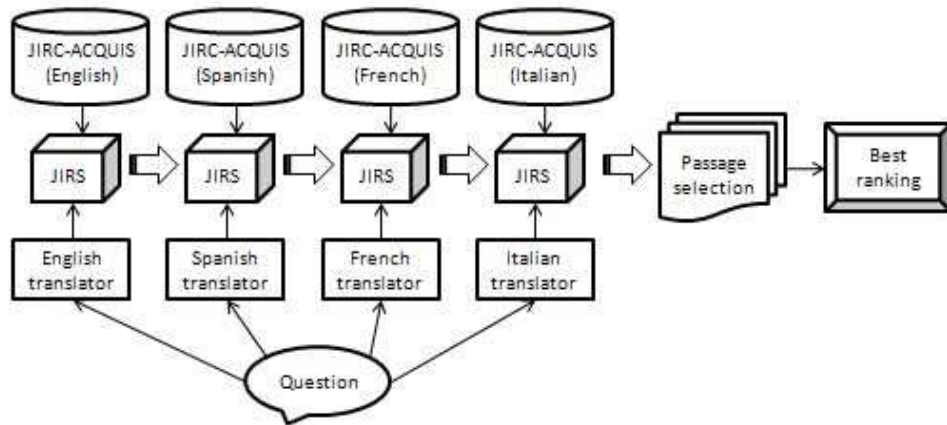 JIRC-ACQUIS
(English)
JIRC-ACQUIS
(Spanish)
JIRC-ACQUIS
(French)
JIRC-ACQUIS
(Italian)
JIRS
JIRS
JIRS
JIRS
Passage
selection
Best
ranking
English
translator
Spanish
translator
French
translator
Italian
translator
Question